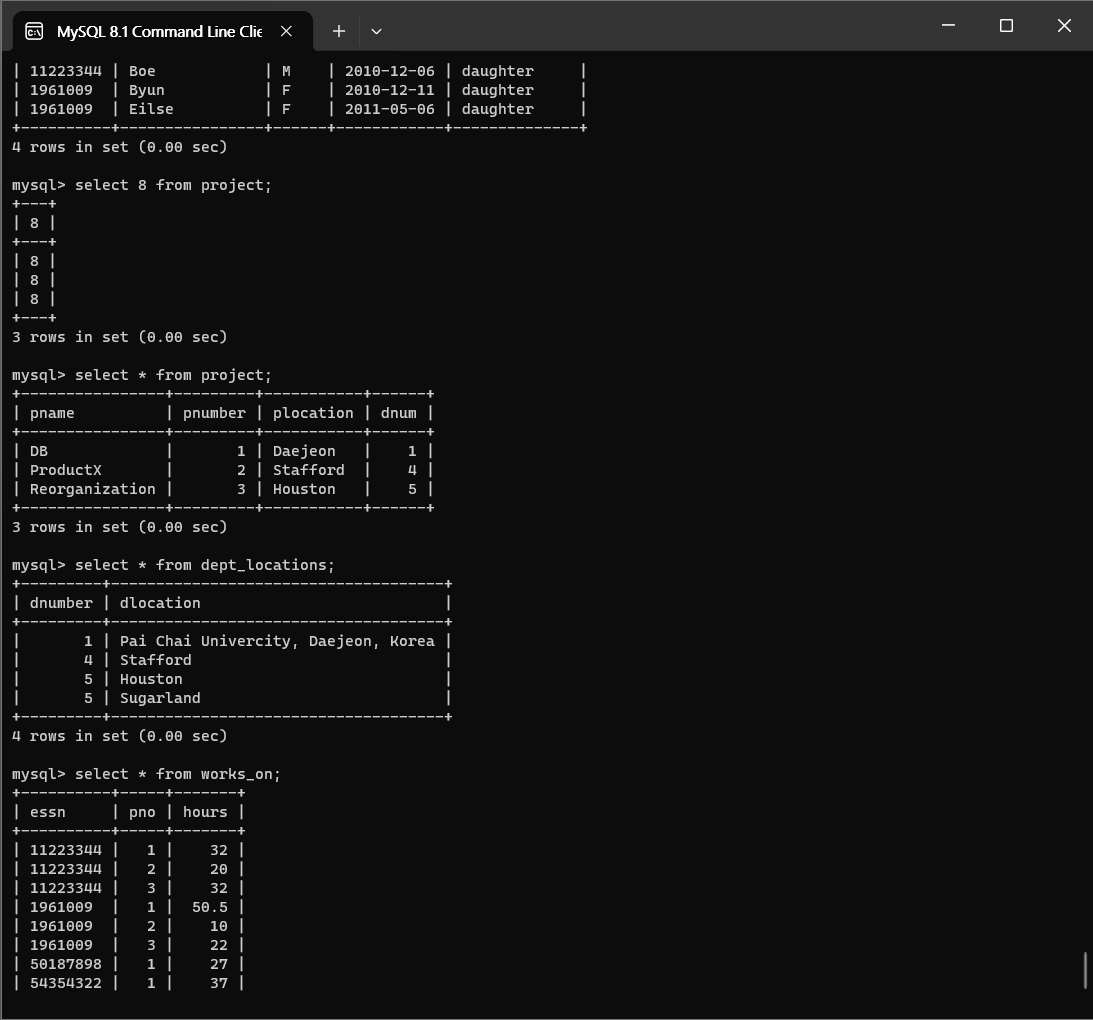 MySQL 8.1 Command Line Clie
| 11223344 | Boe            | M    | 2010-12-06 | daughter     |
| 1961009  | Byun           | F    | 2010-12-11 | daughter     |
| 1961009  | Eilse          | F    | 2011-05-06 | daughter     |
+----------+----------------+------+------------+--------------+
4 rows in set (0.00 sec)
mysql> select 8 from project;
+---+
| 8 |
+---+
| 8 |
| 8 |
| 8 |
+---+
3 rows in set (0.00 sec)
mysql> select * from project;
+----------------+---------+-----------+------+
| pname          | pnumber | plocation | dnum |
+----------------+---------+-----------+------+
| DB             |       1 | Daejeon   |    1 |
| ProductX       |       2 | Stafford  |    4 |
| Reorganization |       3 | Houston   |    5 |
+----------------+---------+-----------+------+
3 rows in set (0.00 sec)
mysql> select * from dept_locations;
+---------+-------------------------------------+
| dnumber | dlocation                           |
+---------+-------------------------------------+
|       1 | Pai Chai Univercity, Daejeon, Korea |
|       4 | Stafford                            |
|       5 | Houston                             |
|       5 | Sugarland                           |
+---------+-------------------------------------+
4 rows in set (0.00 sec)
mysql> select * from works_on;
+----------+-----+-------+
| essn     | pno | hours |
+----------+-----+-------+
| 11223344 |   1 |    32 |
| 11223344 |   2 |    20 |
| 11223344 |   3 |    32 |
| 1961009  |   1 |  50.5 |
| 1961009  |   2 |    10 |
| 1961009  |   3 |    22 |
| 50187898 |   1 |    27 |
| 54354322 |   1 |    37 |